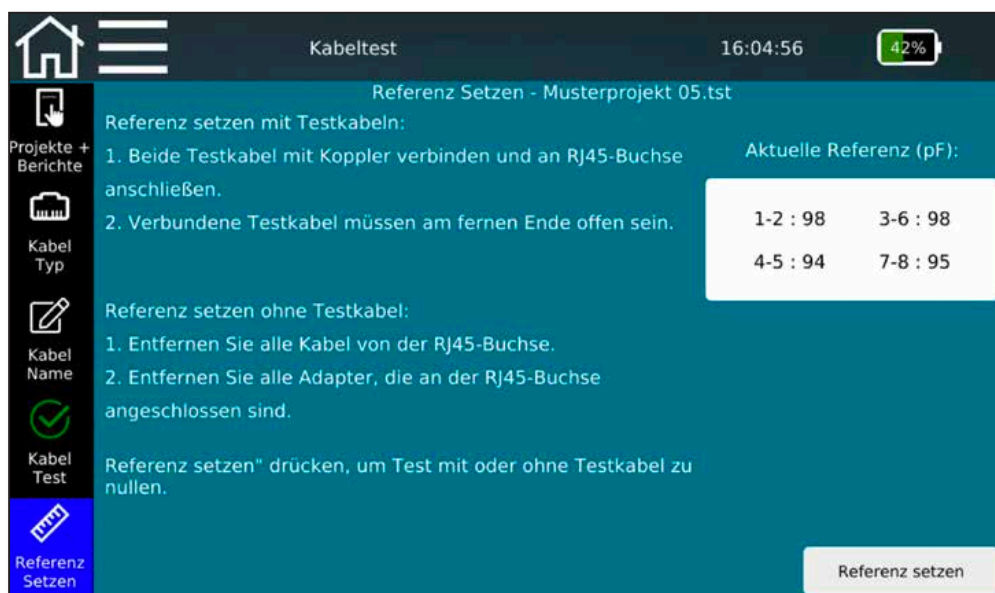 Kabeltest
16:04:56
42%
Projekte +
Berichte
Kabel
Typ
Kabel
Name
Kabel
Test
Referenz
Setzen
Referenz Setzen - Musterprojekt 05.tst
Referenz setzen mit Testkabeln:
1. Beide Testkabel mit Koppler verbinden und an RJ45-Buchse
anschließen.
2. Verbundene Testkabel müssen am fernen Ende offen sein.
Referenz setzen ohne Testkabel:
1. Entfernen Sie alle Kabel von der RJ45-Buchse.
2. Entfernen Sie alle Adapter, die an der RJ45-Buchse
angeschlossen sind.
Referenz setzen" drücken, um Test mit oder ohne Testkabel zu
nullen.
Aktuelle Referenz (pF):
1-2 : 98 3-6 : 98
4-5 : 94 7-8 : 95
Referenz setzen